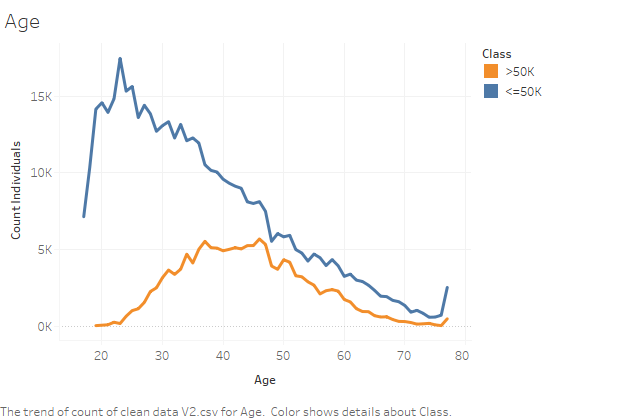 Age
Class
>50K
<=50K
15K
10K
5K
0K
Count Individuals
20 30 40 50 60 70 80
Age
The trend of count of clean data V2.csv for Age. Color shows details about Class.